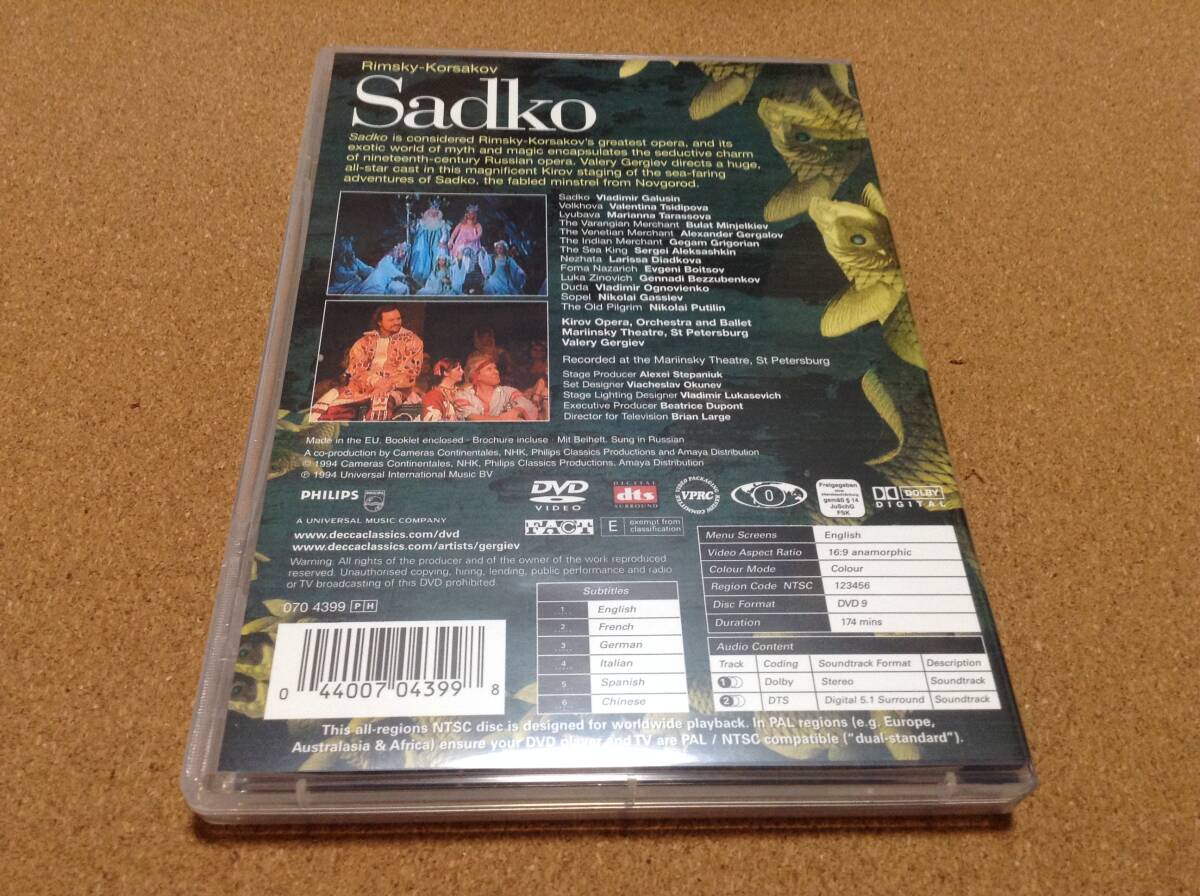 Rimsky-Korsakov
Sadko
Sadko is considered Rimsky-Korsakov's greatest opera, and its
exotic world of myth and magic encapsulates the seductive charm
of nineteenth-century Russian opera. Valery Gergiev directs a huge,
all-star cast in this magnificent Kirov staging of the sea-faring
adventures of Sadko, the fabled minstrel from Novgorod.
Sadko Vladimir Galusin
Volkhova Valentina Tsidipova
Lyubava Marianna Tarassova
The Varangian Merchant Bulat Minjelkiev
The Venetian Merchant Alexander Gergalov
The Indian Merchant Gegam Grigorian
The Sea King Sergei Aleksashkin
Nezhata Larissa Diadkova
Foma Nazarich Evgeni Boitsov
Luka Zinovich Gennadi Bezzubenkov
Duda Vladimir Ognovienko
Sopel Nikolai Gassiev
The Old Pilgrim Nikolai Putilin
Kirov Opera, Orchestra and Ballet
Mariinsky Theatre, St Petersburg
Valery Gergiev
Recorded at the Mariinsky Theatre, St Petersburg
Stage Producer Alexei Stepaniuk
Set Designer Viacheslav Okunev
Stage Lighting Designer Vladimir Lukasevich
Executive Producer Beatrice Dupont
Director for Television Brian Large
Made in the EU. Booklet enclosed · Brochure incluse · Mit Beiheft. Sung in Russian
A co-production by Cameras Continentales, NHK, Philips Classics Productions and Amaya Distribution
© 1994 Cameras Continentales, NHK, Philips Classics Productions, Amaya Distribution
℗ 1994 Universal International Music BV
PHILIPS
A UNIVERSAL MUSIC COMPANY
DVD
VIDEO
DIGITAL
dts
SURROUND
VIDEO PACKAGING REVIEW COMMITTEE
VPRC
0
Freigegeben
ohne
Altersbeschränkung
gemäß § 14
JuSchG
FSK
DOLBY
DIGITAL
FACT
E exempt from
classification
www.deccaclassics.com/dvd
www.deccaclassics.com/artists/gergiev
Warning: All rights of the producer and of the owner of the work reproduced
reserved. Unauthorised copying, hiring, lending, public performance and radio
or TV broadcasting of this DVD prohibited.
070 4399 PH
0 44007 04399 8
Subtitles
1 English
2 French
3 German
4 Italian
5 Spanish
6 Chinese
Menu Screens English
Video Aspect Ratio 16:9 anamorphic
Colour Mode Colour
Region Code NTSC 123456
Disc Format DVD 9
Duration 174 mins
Audio Content
Track Coding Soundtrack Format Description
1 Dolby Stereo Soundtrack
2 DTS Digital 5.1 Surround Soundtrack
This all-regions NTSC disc is designed for worldwide playback. In PAL regions (e.g. Europe,
Australasia & Africa) ensure your DVD player and TV are PAL / NTSC compatible ("dual-standard").